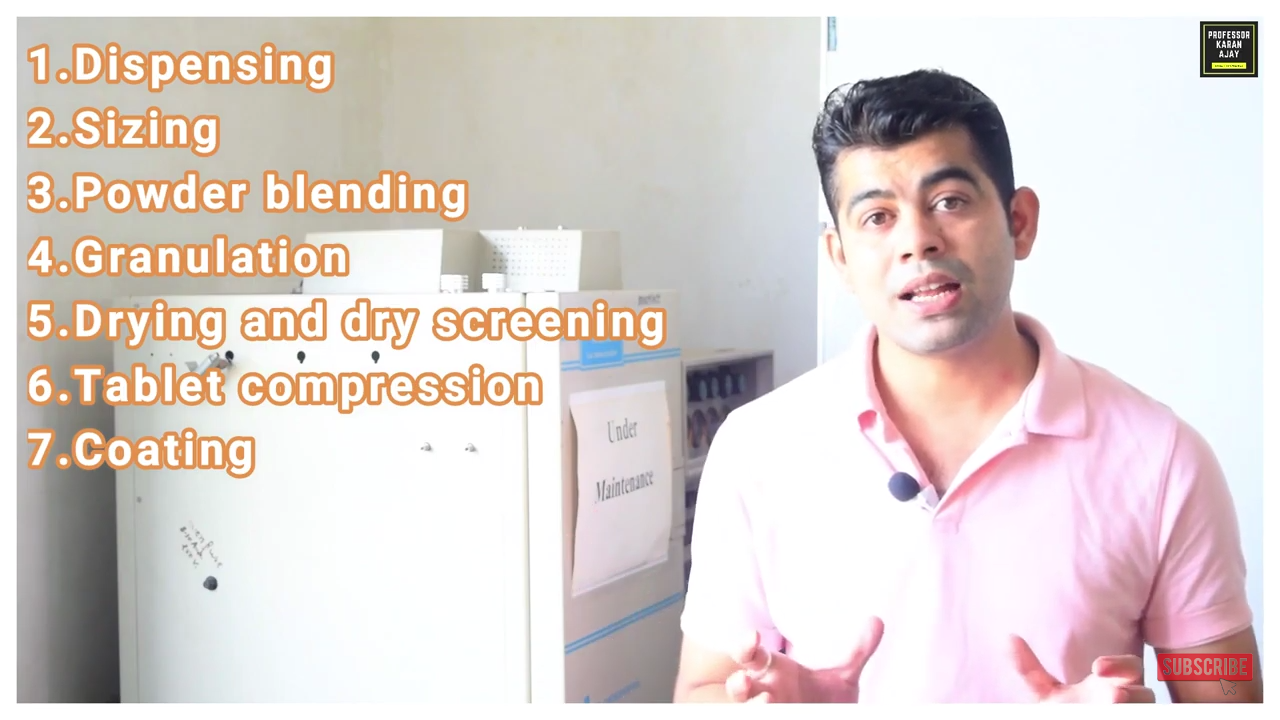 1.Dispensing
2.Sizing
3.Powder blending
4.Granulation
5.Drying and dry screening
6.Tablet compression
7.Coating
PROFESSOR
KARAN
AJAY
Under
Maintenance
SUBSCRIBE